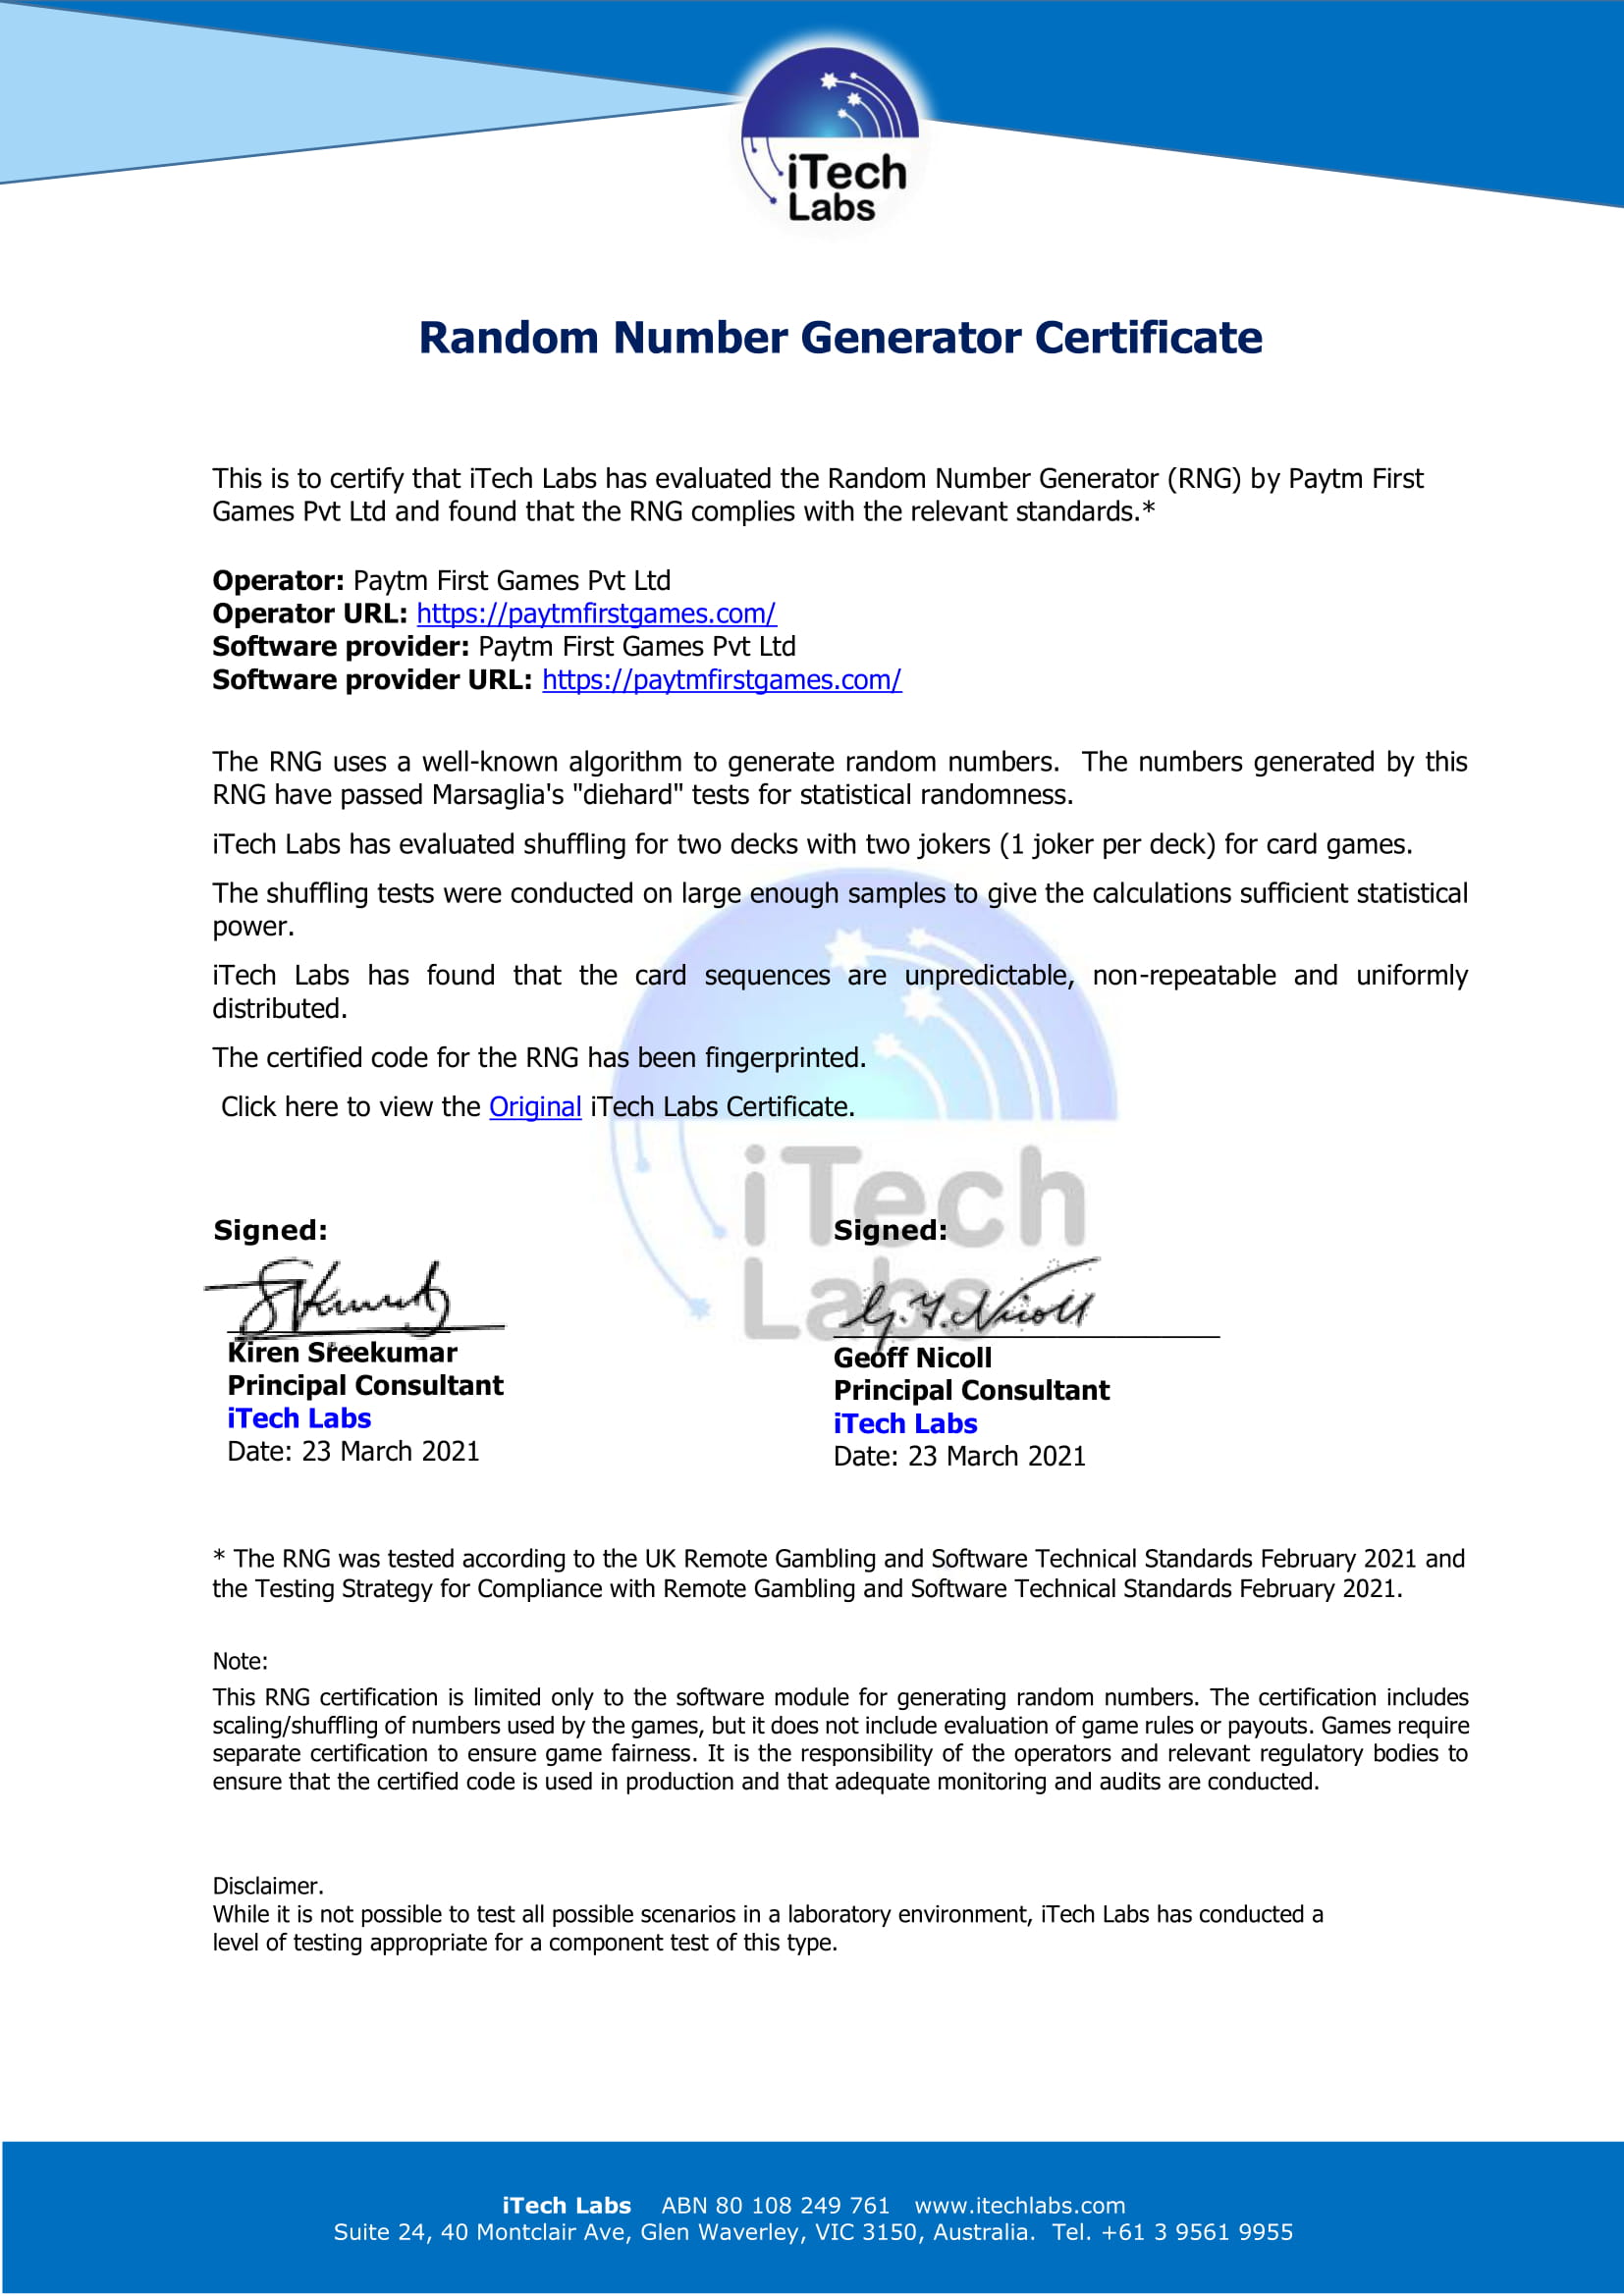 iTech
Labs
Random Number Generator Certificate
This is to certify that iTech Labs has evaluated the Random Number Generator (RNG) by Paytm First
Games Pvt Ltd and found that the RNG complies with the relevant standards.*
Operator: Paytm First Games Pvt Ltd
Operator URL: https://paytmfirstgames.com/
Software provider: Paytm First Games Pvt Ltd
Software provider URL: https://paytmfirstgames.com/
The RNG uses a well-known algorithm to generate random numbers. The numbers generated by this
RNG have passed Marsaglia's "diehard" tests for statistical randomness.
iTech Labs has evaluated shuffling for two decks with two jokers (1 joker per deck) for card games.
The shuffling tests were conducted on large enough samples to give the calculations sufficient statistical
power.
iTech Labs has found that the card sequences are unpredictable, non-repeatable and uniformly
distributed.
The certified code for the RNG has been fingerprinted.
Click here to view the Original iTech Labs Certificate.
iTech
Labs
Signed:
Kiren Sreekumar
Principal Consultant
iTech Labs
Date: 23 March 2021
Signed:
G.F. Nicoll
Geoff Nicoll
Principal Consultant
iTech Labs
Date: 23 March 2021
* The RNG was tested according to the UK Remote Gambling and Software Technical Standards February 2021 and
the Testing Strategy for Compliance with Remote Gambling and Software Technical Standards February 2021.
Note:
This RNG certification is limited only to the software module for generating random numbers. The certification includes
scaling/shuffling of numbers used by the games, but it does not include evaluation of game rules or payouts. Games require
separate certification to ensure game fairness. It is the responsibility of the operators and relevant regulatory bodies to
ensure that the certified code is used in production and that adequate monitoring and audits are conducted.
Disclaimer.
While it is not possible to test all possible scenarios in a laboratory environment, iTech Labs has conducted a
level of testing appropriate for a component test of this type.
iTech Labs ABN 80 108 249 761 www.itechlabs.com
Suite 24, 40 Montclair Ave, Glen Waverley, VIC 3150, Australia. Tel. +61 3 9561 9955